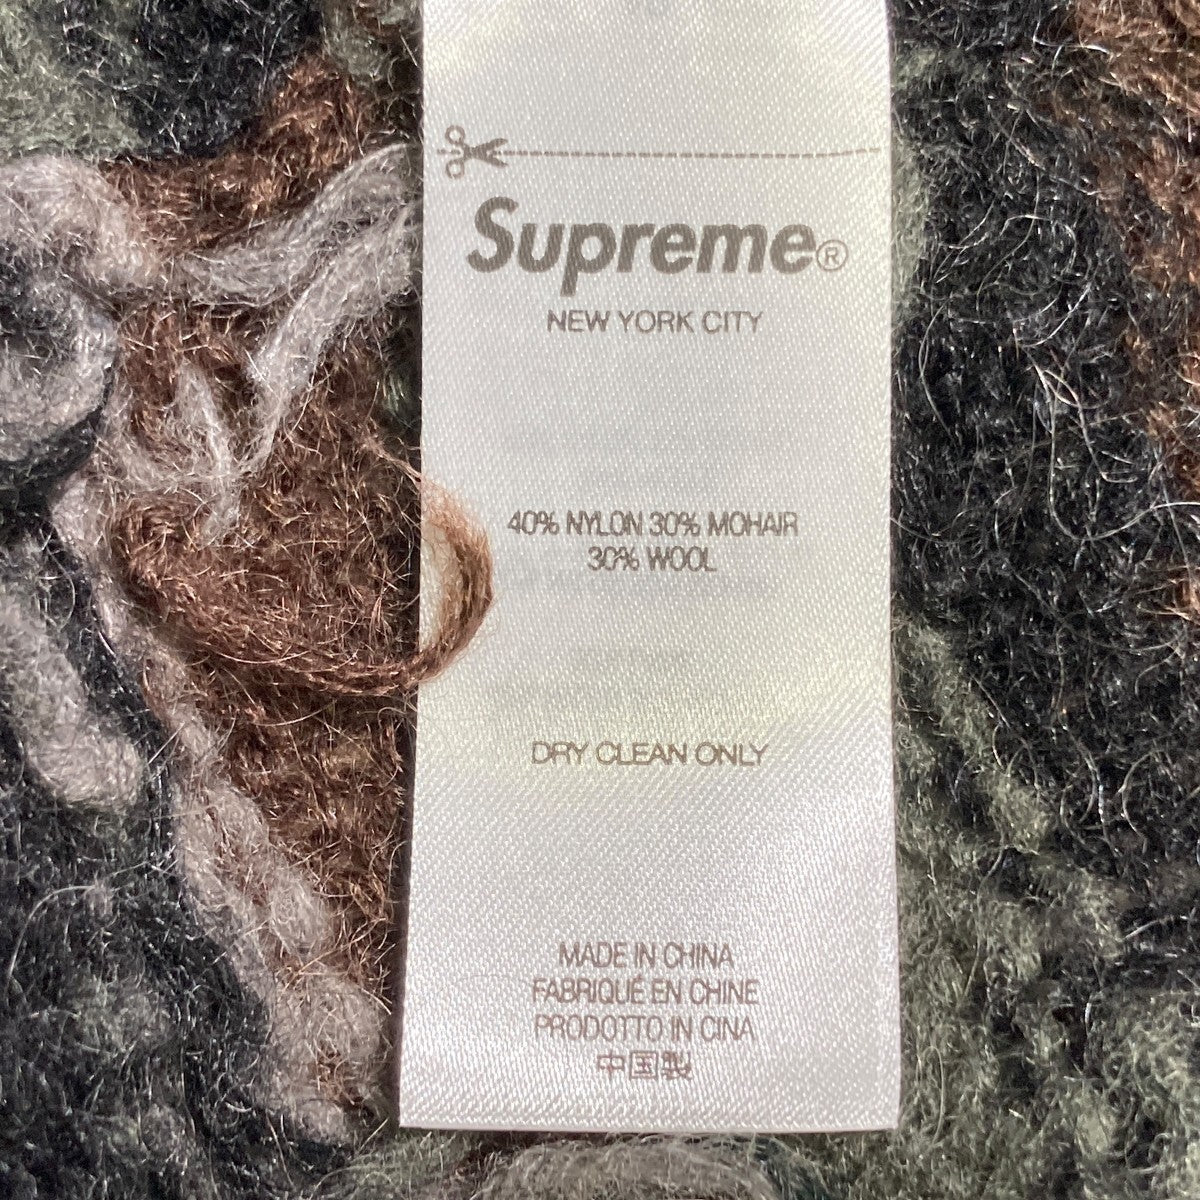 Supreme®
NEW YORK CITY
40% NYLON 30% MOHAIR
30% WOOL
DRY CLEAN ONLY
MADE IN CHINA
FABRIQUÉ EN CHINE
PRODOTTO IN CINA
中国製